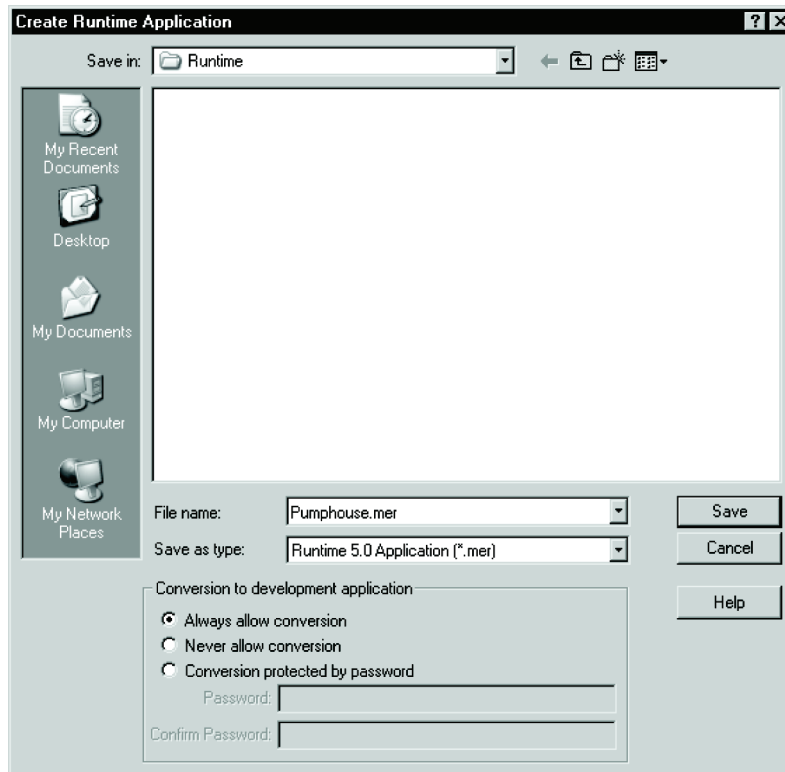 Create Runtime Application
Save in:
Runtime
My Recent
Documents
Desktop
My Documents
My Computer
My Network
Places
File name:
Pumphouse.mer
Save
Save as type:
Runtime 5.0 Application (*.mer)
Cancel
Conversion to development application
Help
Always allow conversion
Never allow conversion
Conversion protected by password
Password:
Confirm Password: